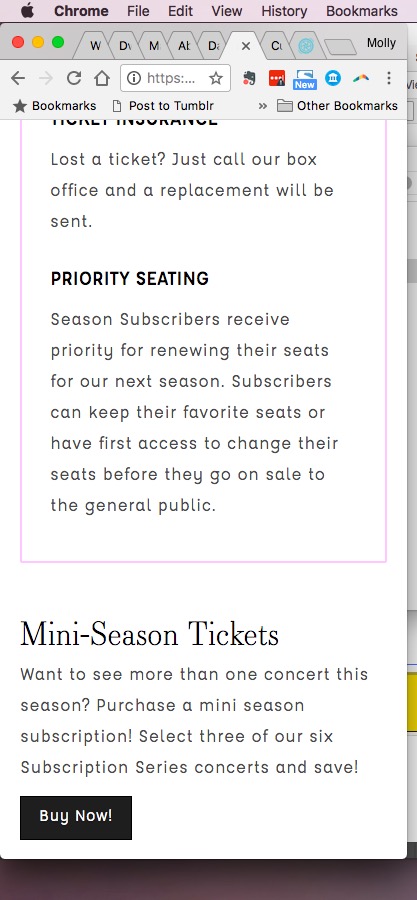 Chrome File Edit View History Bookmarks
W Dv M Al Da Cu Molly
https:...
New
Bookmarks Post to Tumblr » Other Bookmarks
TICKET INSURANCE
Lost a ticket? Just call our box
office and a replacement will be
sent.
PRIORITY SEATING
Season Subscribers receive
priority for renewing their seats
for our next season. Subscribers
can keep their favorite seats or
have first access to change their
seats before they go on sale to
the general public.
Mini-Season Tickets
Want to see more than one concert this
season? Purchase a mini season
subscription! Select three of our six
Subscription Series concerts and save!
Buy Now!